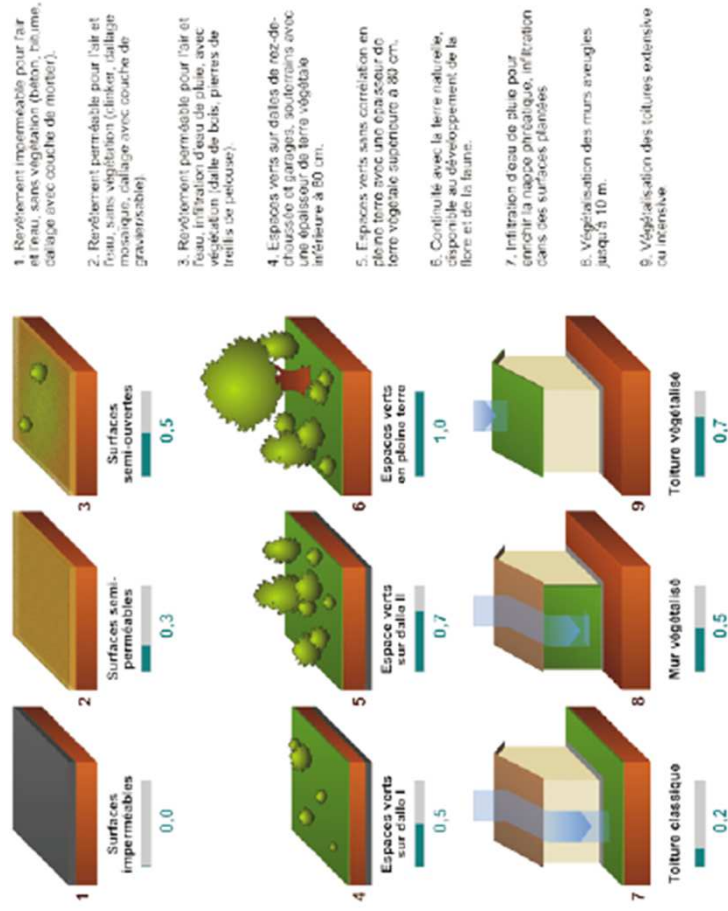 1
Surfaces
imperméables
0,0
2
Surfaces semi-
perméables
0,3
3
Surfaces
semi-ouvertes
0,5
4
Espaces verts
sur dalle I
0,5
5
Espace verts
sur dalle II
0,7
6
Espaces verts
en pleine terre
1,0
7
Toiture classique
0,2
8
Mur végétalisé
0,5
9
Toiture végétalisé
0,7
1. Revêtement imperméable pour l'air
et l'eau, sans végétation (béton, bitume,
dallage avec couche de mortier).
2. Revêtement perméable pour l'air et
l'eau, sans végétation (clinker, dallage
mosaïque, dallage avec couche de
gravier/sable).
3. Revêtement perméable pour l'air et
l'eau, infiltration d'eau de pluie, avec
végétation (dalle de bois, pierres de
treillis de pelouse).
4. Espaces verts sur dalles de rez-de-
chaussée et garages, souterrains avec
une épaisseur de terre végétale
inférieure à 80 cm.
5. Espaces verts sans corrélation en
pleine terre avec une épaisseur de
terre végétale supérieure à 80 cm.
6. Continuité avec la terre naturelle,
disponible au développement de la
flore et de la faune.
7. Infiltration d'eau de pluie pour
enrichir la nappe phréatique, infiltration
dans des surfaces plantées
8. Végétalisation des murs aveugles
jusqu'à 10 m.
9. Végétalisation des toitures extensive
ou intensive.